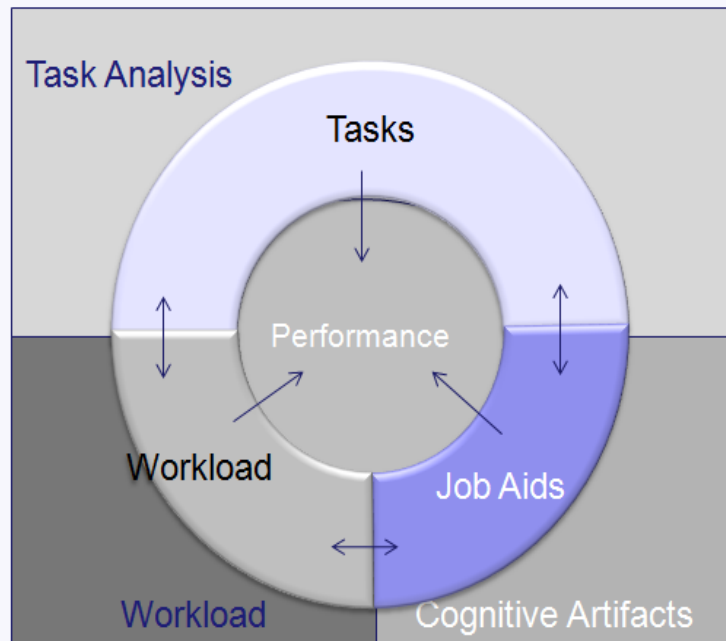 Task Analysis
Tasks
Performance
Workload
Job Aids
Workload
Cognitive Artifacts